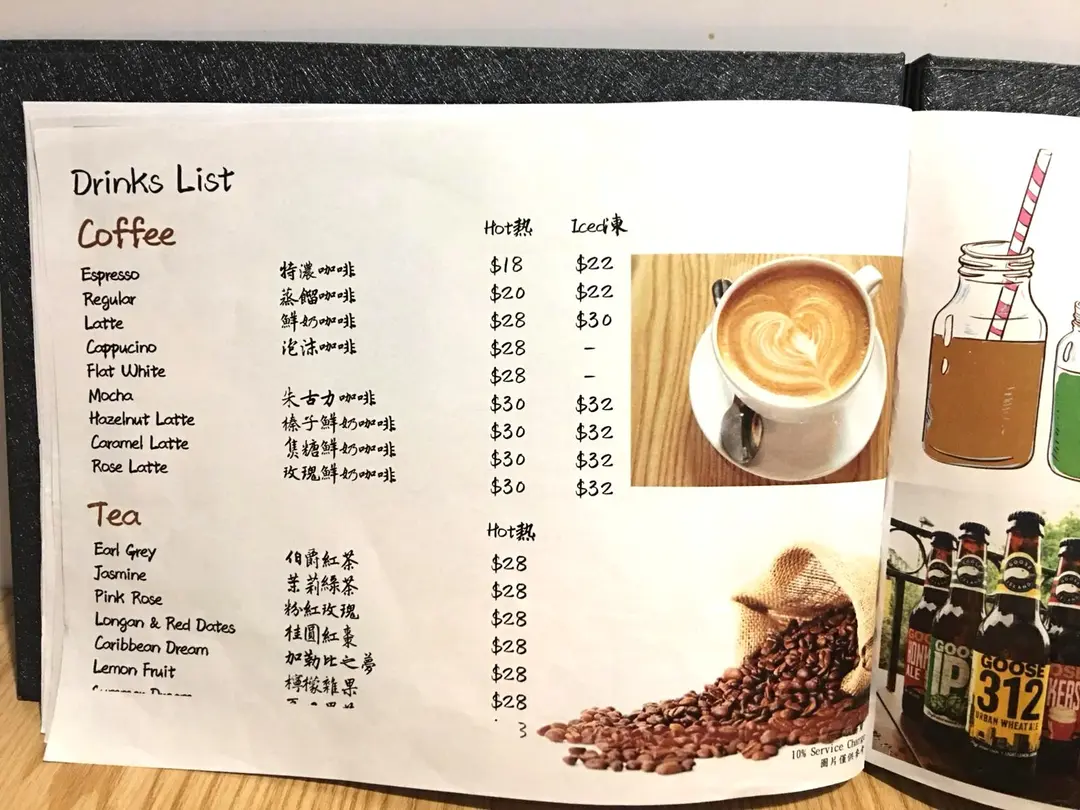 Drinks List
Coffee Hot熱 Iced凍
Espresso 特濃咖啡 $18 $22
Regular 蒸餾咖啡 $20 $22
Latte 鮮奶咖啡 $28 $30
Cappucino 泡沫咖啡 $28 -
Flat White $28 -
Mocha 朱古力咖啡 $30 $32
Hazelnut Latte 榛子鮮奶咖啡 $30 $32
Caramel Latte 焦糖鮮奶咖啡 $30 $32
Rose Latte 玫瑰鮮奶咖啡 $30 $32
Tea Hot熱
Earl Grey 伯爵紅茶 $28
Jasmine 茉莉綠茶 $28
Pink Rose 粉紅玫瑰 $28
Longan & Red Dates 桂圓紅棗 $28
Caribbean Dream 加勒比之夢 $28
Lemon Fruit 檸檬雜果 $28
10% Service
圖片僅供
GOOSE
IPA
GOOSE
312
URBAN WHEAT ALE